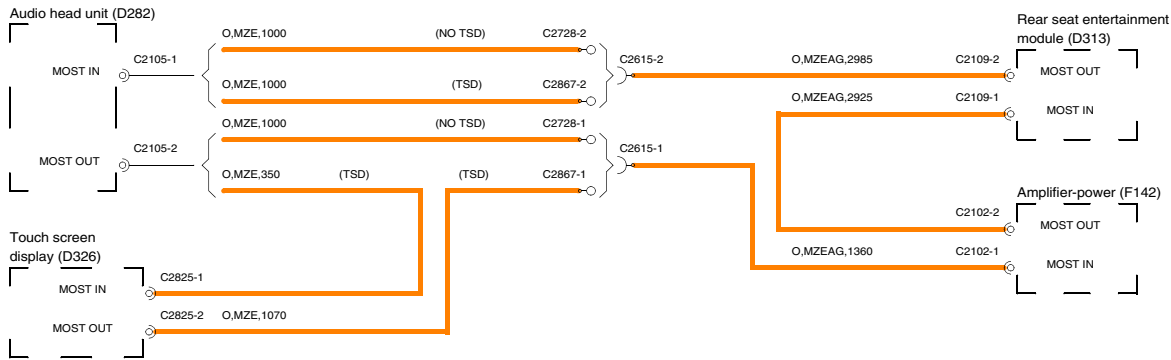 Audio head unit (D282)
MOST IN
C2105-1
O,MZE,1000 (NO TSD) C2728-2
O,MZE,1000 (TSD) C2867-2
C2615-2
O,MZEAG,2985
C2109-2
Rear seat entertainment
module (D313)
MOST OUT
O,MZEAG,2925 C2109-1
MOST IN
MOST OUT
C2105-2
O,MZE,1000 (NO TSD) C2728-1
O,MZE,350 (TSD) (TSD) C2867-1
C2615-1
Amplifier-power (F142)
C2102-2
MOST OUT
O,MZEAG,1360 C2102-1
MOST IN
Touch screen
display (D326)
MOST IN
C2825-1
MOST OUT
C2825-2 O,MZE,1070